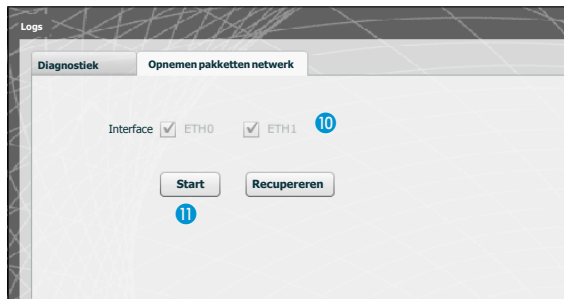 Logs
Diagnostiek Opnemen pakketten netwerk
Interface ETH0 ETH1 10
Start Recupereren
11